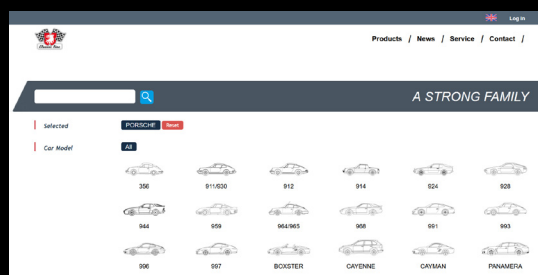 Log in
Products / News / Service / Contact /
A STRONG FAMILY
Selected PORSCHE Reset
Car Model All
356 911/930 912 914 924 928
944 959 964/965 968 991 993
996 997 BOXSTER CAYENNE CAYMAN PANAMERA